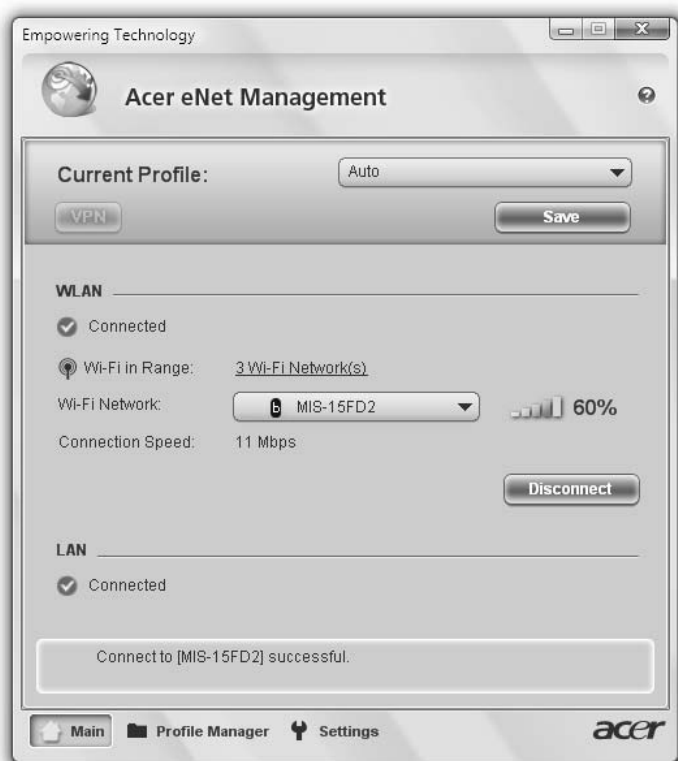 Empowering Technology
Acer eNet Management
Current Profile: Auto
VPN Save
WLAN
Connected
Wi-Fi in Range: 3 Wi-Fi Network(s)
Wi-Fi Network: b MIS-15FD2 60%
Connection Speed: 11 Mbps
Disconnect
LAN
Connected
Connect to [MIS-15FD2] successful.
Main Profile Manager Settings acer